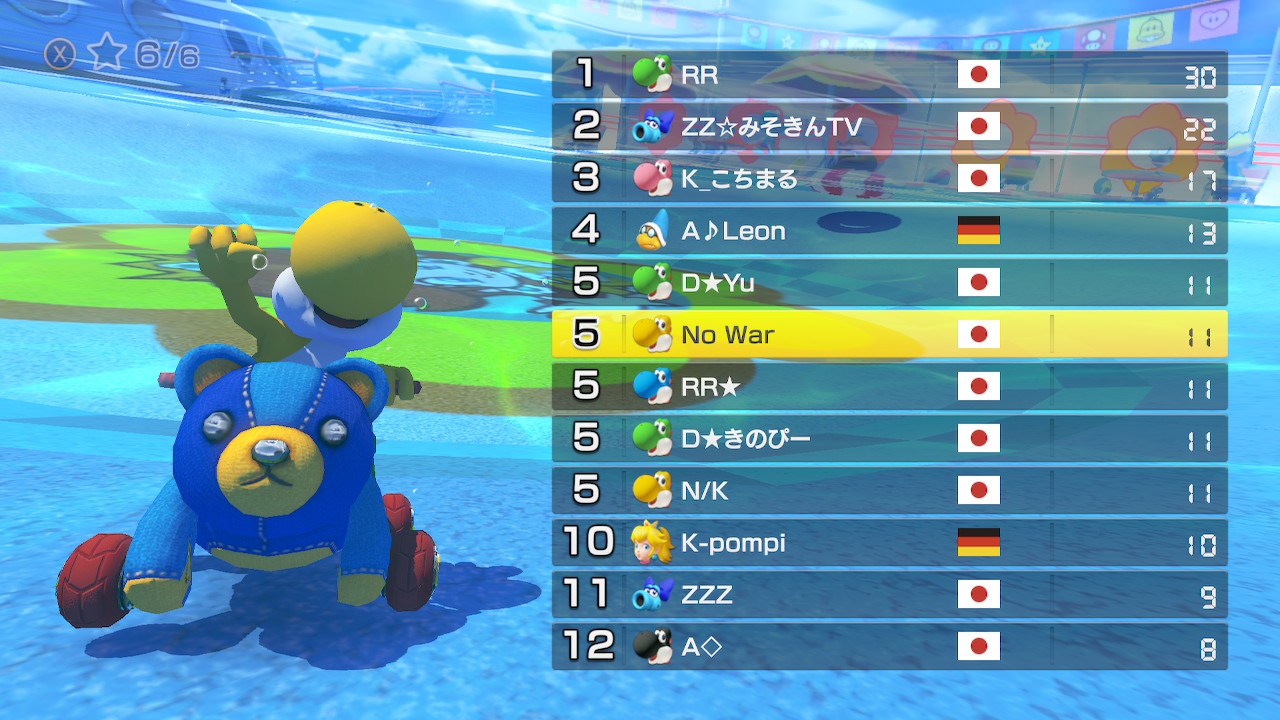 X ☆ 6/6
1 RR 30
2 ZZ☆みそきんTV 22
3 K_こちまる 17
4 A♪Leon 13
5 D★Yu 11
5 No War 11
5 RR★ 11
5 D★きのぴー 11
5 N/K 11
10 K-pompi 10
11 ZZZ 9
12 A◇ 8